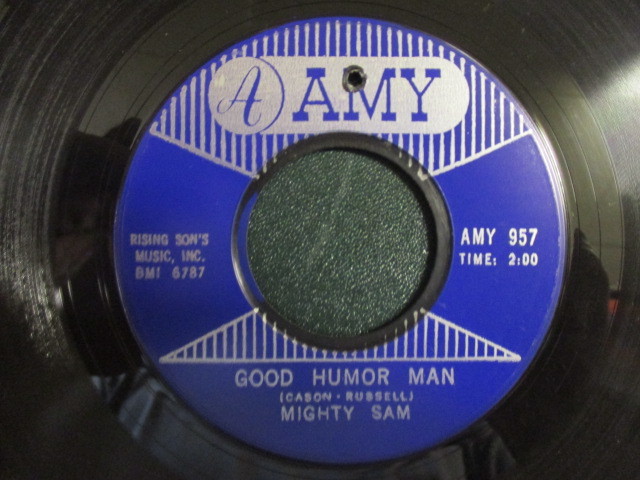 A AMY
RISING SON'S
MUSIC, INC.
BMI 6787
AMY 957
TIME: 2:00
GOOD HUMOR MAN
(CASON · RUSSELL)
MIGHTY SAM